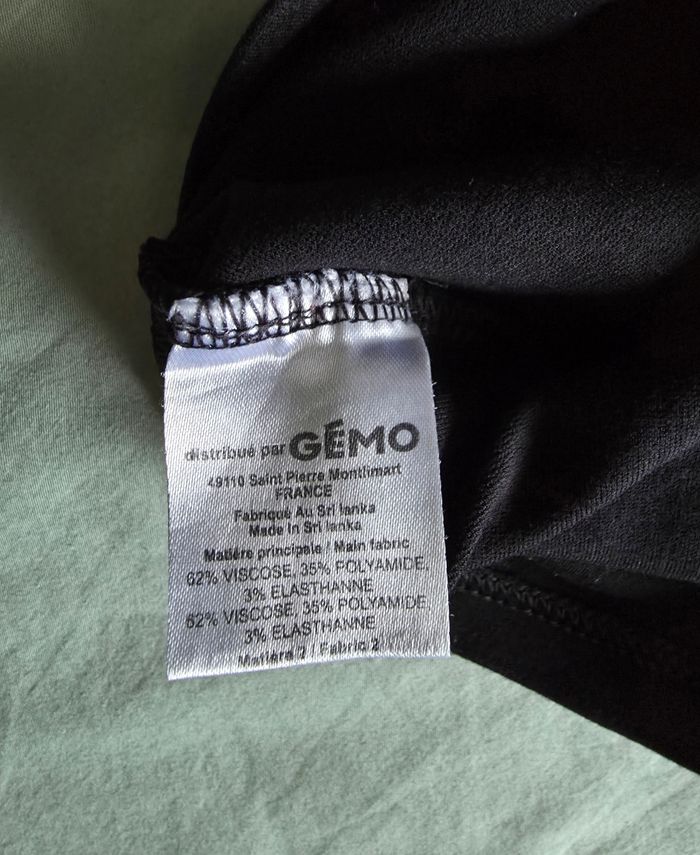 distribué par GÉMO
49110 Saint Pierre Montlimart
FRANCE
Fabriqué Au Sri lanka
Made In Sri lanka
Matière principale / Main fabric
62% VISCOSE, 35% POLYAMIDE,
3% ELASTHANNE
62% VISCOSE, 35% POLYAMIDE,
3% ELASTHANNE
Matière 2 / Fabric 2